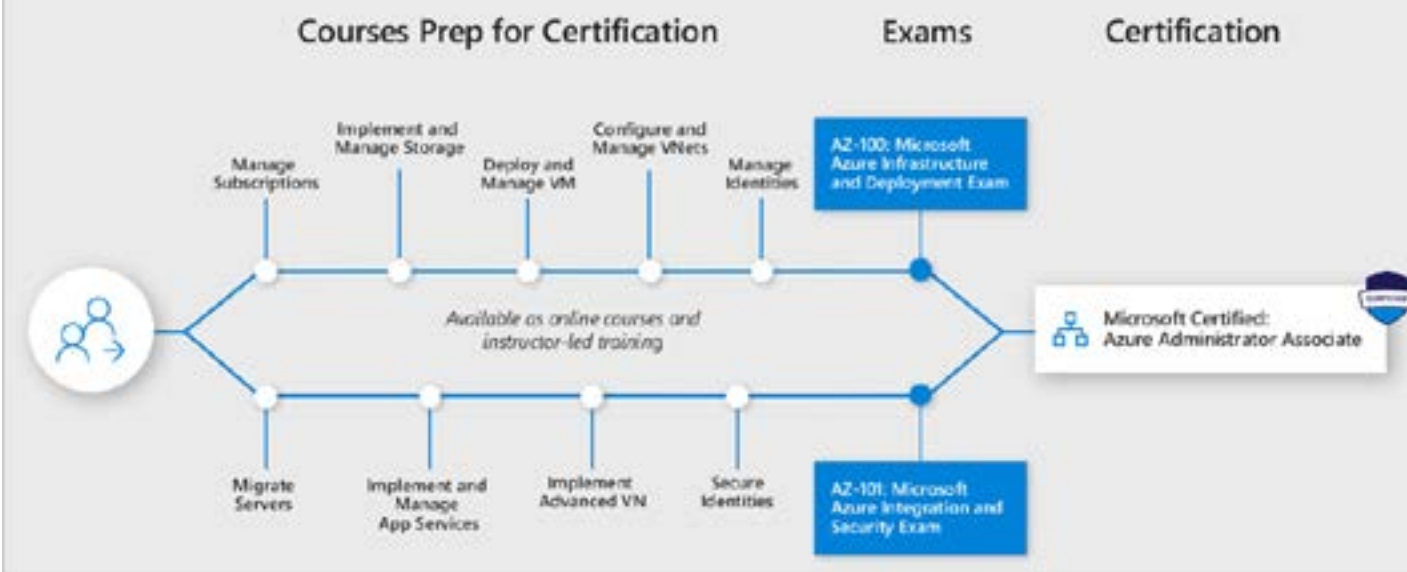 Courses Prep for Certification
Exams
Certification
Manage
Subscriptions
Implement and
Manage Storage
Deploy and
Manage VM
Configure and
Manage VNets
Manage
Identities
AZ-100: Microsoft
Azure Infrastructure
and Deployment Exam
Available as online courses and
instructor-led training
Microsoft Certified:
Azure Administrator Associate
Migrate
Servers
Implement and
Manage
App Services
Implement
Advanced VN
Secure
Identities
AZ-101: Microsoft
Azure Integration and
Security Exam